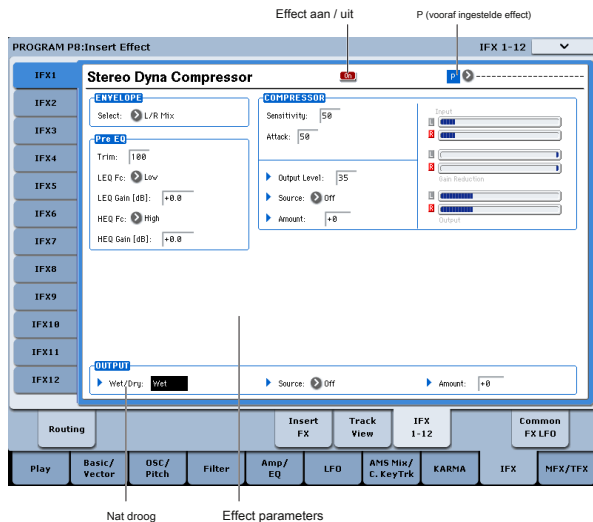 Effect aan / uit
P (vooraf ingestelde effect)
PROGRAM P8:Insert Effect
IFX 1-12
IFX1
Stereo Dyna Compressor
On
P
IFX2
ENVELOPE
Select: L/R Mix
COMPRESSOR
Sensitivity: 50
Attack: 50
Input
L
R
IFX3
Pre EQ
IFX4
Trim: 100
L
R
Gain Reduction
LEQ Fc: Low
Output Level: 35
IFX5
LEQ Gain [dB]: +0.0
Source: Off
L
R
Output
IFX6
HEQ Fc: High
Amount: +0
IFX7
HEQ Gain [dB]: +0.0
IFX8
IFX9
IFX10
IFX11
OUTPUT
IFX12
Wet/Dry: Wet
Source: Off
Amount: +0
Routing
Insert FX
Track View
IFX 1-12
Common FX LFO
Play
Basic/ Vector
OSC/ Pitch
Filter
Amp/ EQ
LFO
AMS Mix/ C. KeyTrk
KARMA
IFX
MFX/TFX
Nat droog
Effect parameters